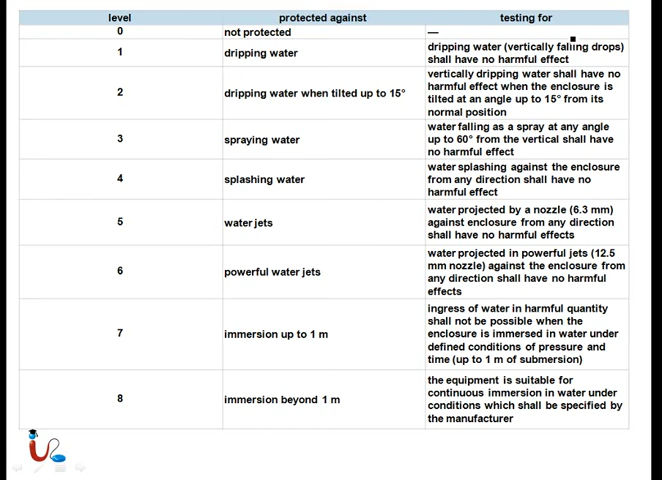 level protected against testing for
0 not protected —
1 dripping water dripping water (vertically falling drops)
shall have no harmful effect
2 dripping water when tilted up to 15° vertically dripping water shall have no
harmful effect when the enclosure is
tilted at an angle up to 15° from its
normal position
3 spraying water water falling as a spray at any angle
up to 60° from the vertical shall have
no harmful effect
4 splashing water water splashing against the enclosure
from any direction shall have no
harmful effect
5 water jets water projected by a nozzle (6.3 mm)
against enclosure from any direction
shall have no harmful effects
6 powerful water jets water projected in powerful jets (12.5
mm nozzle) against the enclosure from
any direction shall have no harmful
effects
7 immersion up to 1 m ingress of water in harmful quantity
shall not be possible when the
enclosure is immersed in water under
defined conditions of pressure and
time (up to 1 m of submersion)
8 immersion beyond 1 m the equipment is suitable for
continuous immersion in water under
conditions which shall be specified by
the manufacturer